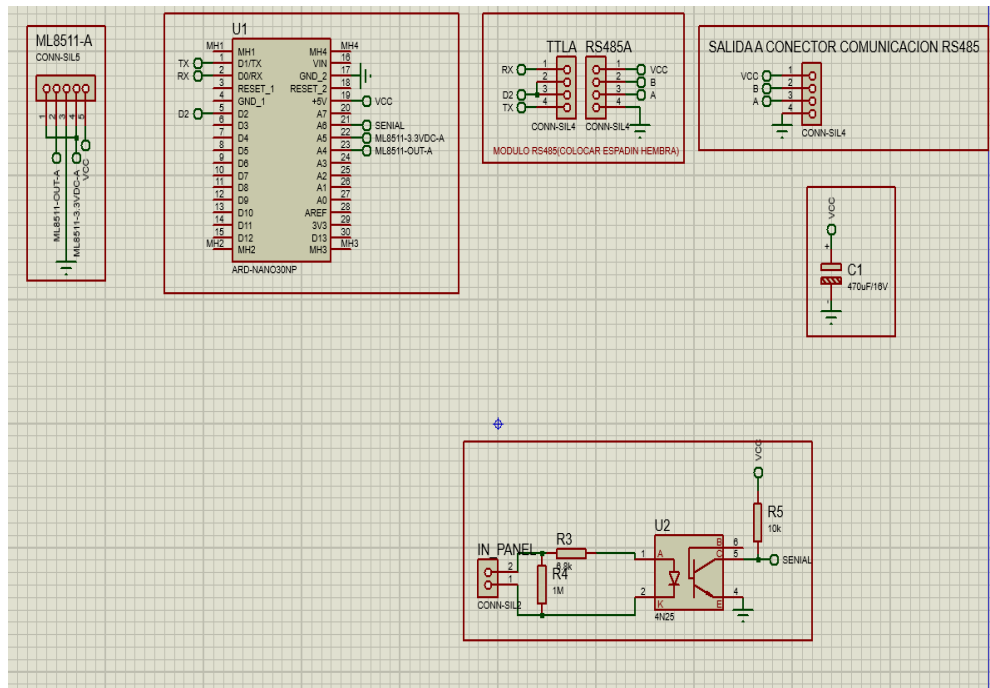 ML8511-A
CONN-SIL5
1
2
3
4
5
ML8511-OUT-A
ML8511-3.3VDC-A
VCC
U1
MH1
MH1
MH4
MH4
TX
1
D1/TX
VIN
16
RX
2
D0/RX
GND_2
17
3
RESET_1
RESET_2
18
4
GND_1
+5V
19
VCC
D2
5
D2
A7
20
6
D3
A6
21
SENIAL
7
D4
A5
22
ML8511-3.3VDC-A
8
D5
A4
23
ML8511-OUT-A
9
D6
A3
24
10
D7
A2
25
11
D8
A1
26
12
D9
A0
27
13
D10
AREF
28
14
D11
3V3
29
15
D12
D13
30
MH2
MH2
MH3
MH3
ARD-NANO30NP
TTLA
RS485A
RX
1
2
D2
3
TX
4
1
VCC
2
B
3
A
4
CONN-SIL4
CONN-SIL4
MODULO RS485(COLOCAR ESPADIN HEMBRA)
SALIDA A CONECTOR COMUNICACION RS485
VCC
1
B
2
A
3
4
CONN-SIL4
VCC
+
C1
470uF/16V
-
IN_PANEL
2
1
CONN-SIL2
R3
6.8k
R4
1M
U2
1
A
2
K
B
6
C
5
E
4
4N25
VCC
R5
10k
SENIAL